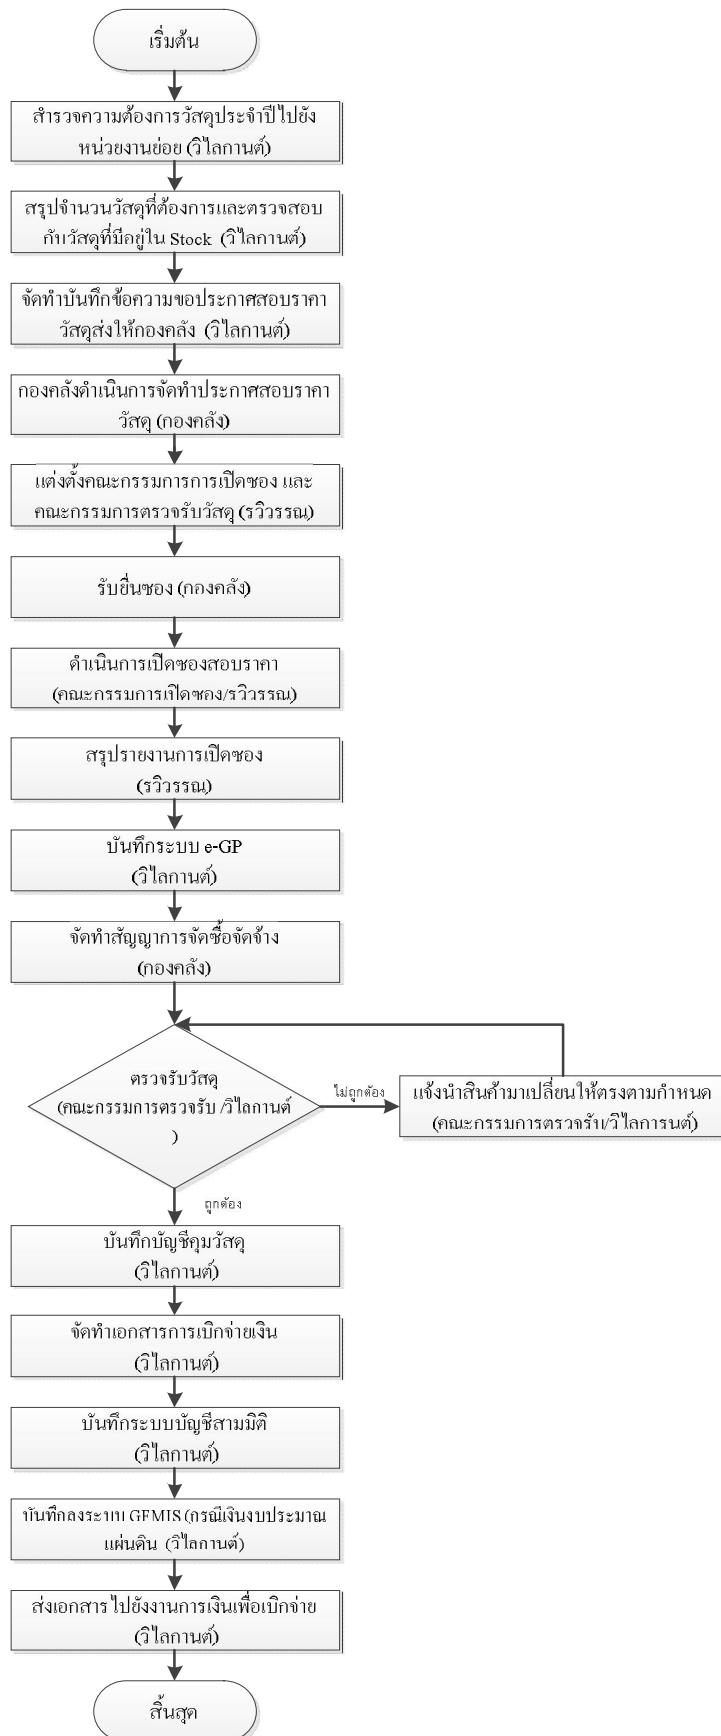 เริ่มต้น
สำรวจความต้องการวัสดุประจำปีไปยัง
หน่วยงานย่อย (วิไลกานต์)
สรุปจำนวนวัสดุที่ต้องการและตรวจสอบ
กับวัสดุที่มีอยู่ใน Stock (วิไลกานต์)
จัดทำบันทึกข้อความขอประกาศสอบราคา
วัสดุส่งให้กองคลัง (วิไลกานต์)
กองคลังดำเนินการจัดทำประกาศสอบราคา
วัสดุ (กองคลัง)
แต่งตั้งคณะกรรมการการเปิดซอง และ
คณะกรรมการตรวจรับวัสดุ (รวิวรรณ)
รับยื่นซอง (กองคลัง)
ดำเนินการเปิดซองสอบราคา
(คณะกรรมการเปิดซอง/รวิวรรณ)
สรุปรายงานการเปิดซอง
(รวิวรรณ)
บันทึกระบบ e-GP
(วิไลกานต์)
จัดทำสัญญาการจัดซื้อจัดจ้าง
(กองคลัง)
ตรวจรับวัสดุ
(คณะกรรมการตรวจรับ /วิไลกานต์
)
ไม่ถูกต้อง
แจ้งนำสินค้ามาเปลี่ยนให้ตรงตามกำหนด
(คณะกรรมการตรวจรับ/วิไลการนต์)
ถูกต้อง
บันทึกบัญชีคุมวัสดุ
(วิไลกานต์)
จัดทำเอกสารการเบิกจ่ายเงิน
(วิไลกานต์)
บันทึกระบบบัญชีสามมิติ
(วิไลกานต์)
บันทึกลงระบบ GFMIS (กรณีเงินงบประมาณ
แผ่นดิน (วิไลกานต์)
ส่งเอกสารไปยังงานการเงินเพื่อเบิกจ่าย
(วิไลกานต์)
สิ้นสุด